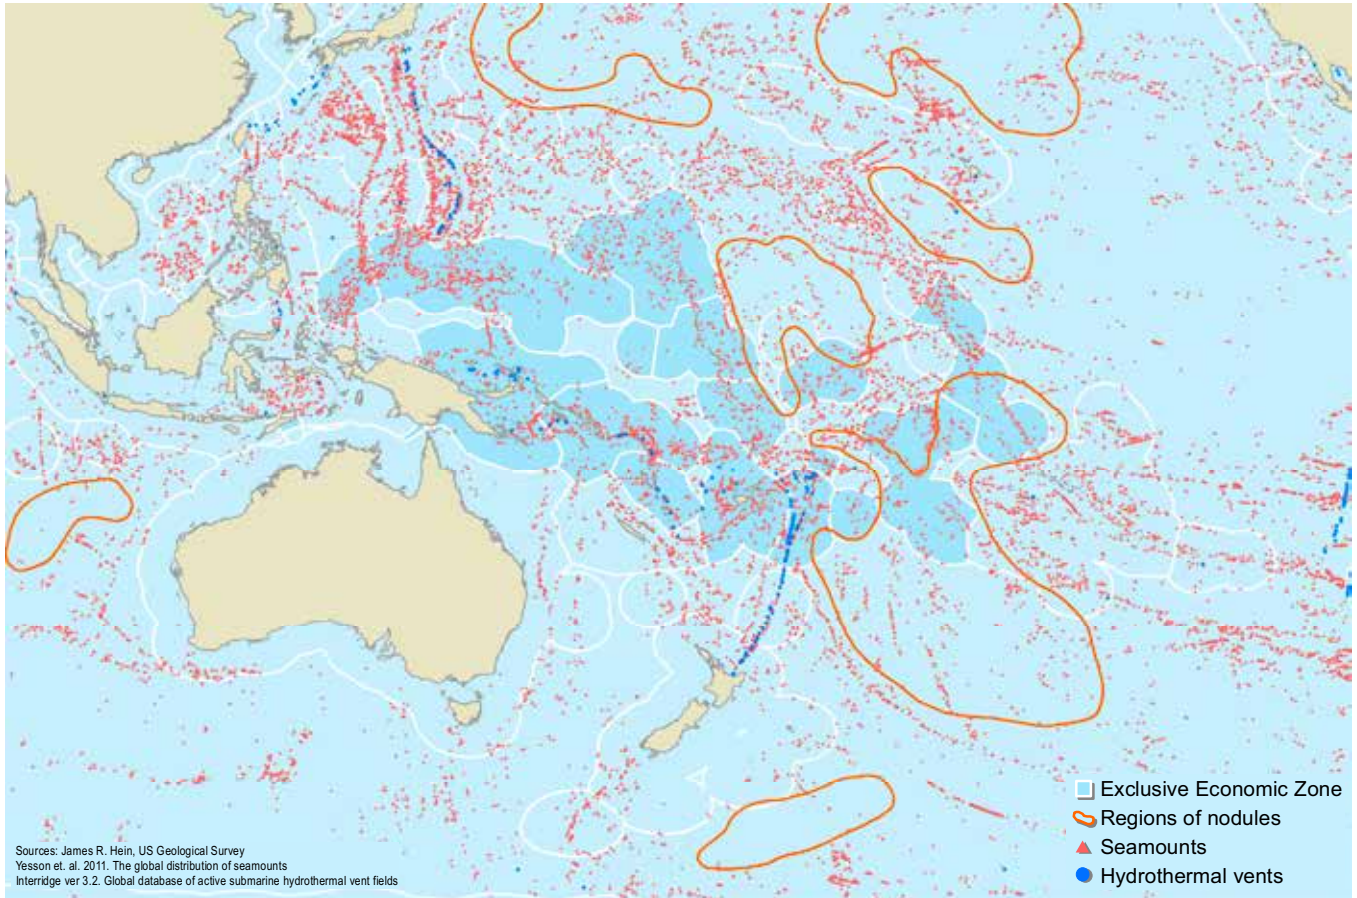 Exclusive Economic Zone
Regions of nodules
Seamounts
Hydrothermal vents
Sources: James R. Hein, US Geological Survey
Yesson et. al. 2011. The global distribution of seamounts
Interridge ver 3.2. Global database of active submarine hydrothermal vent fields